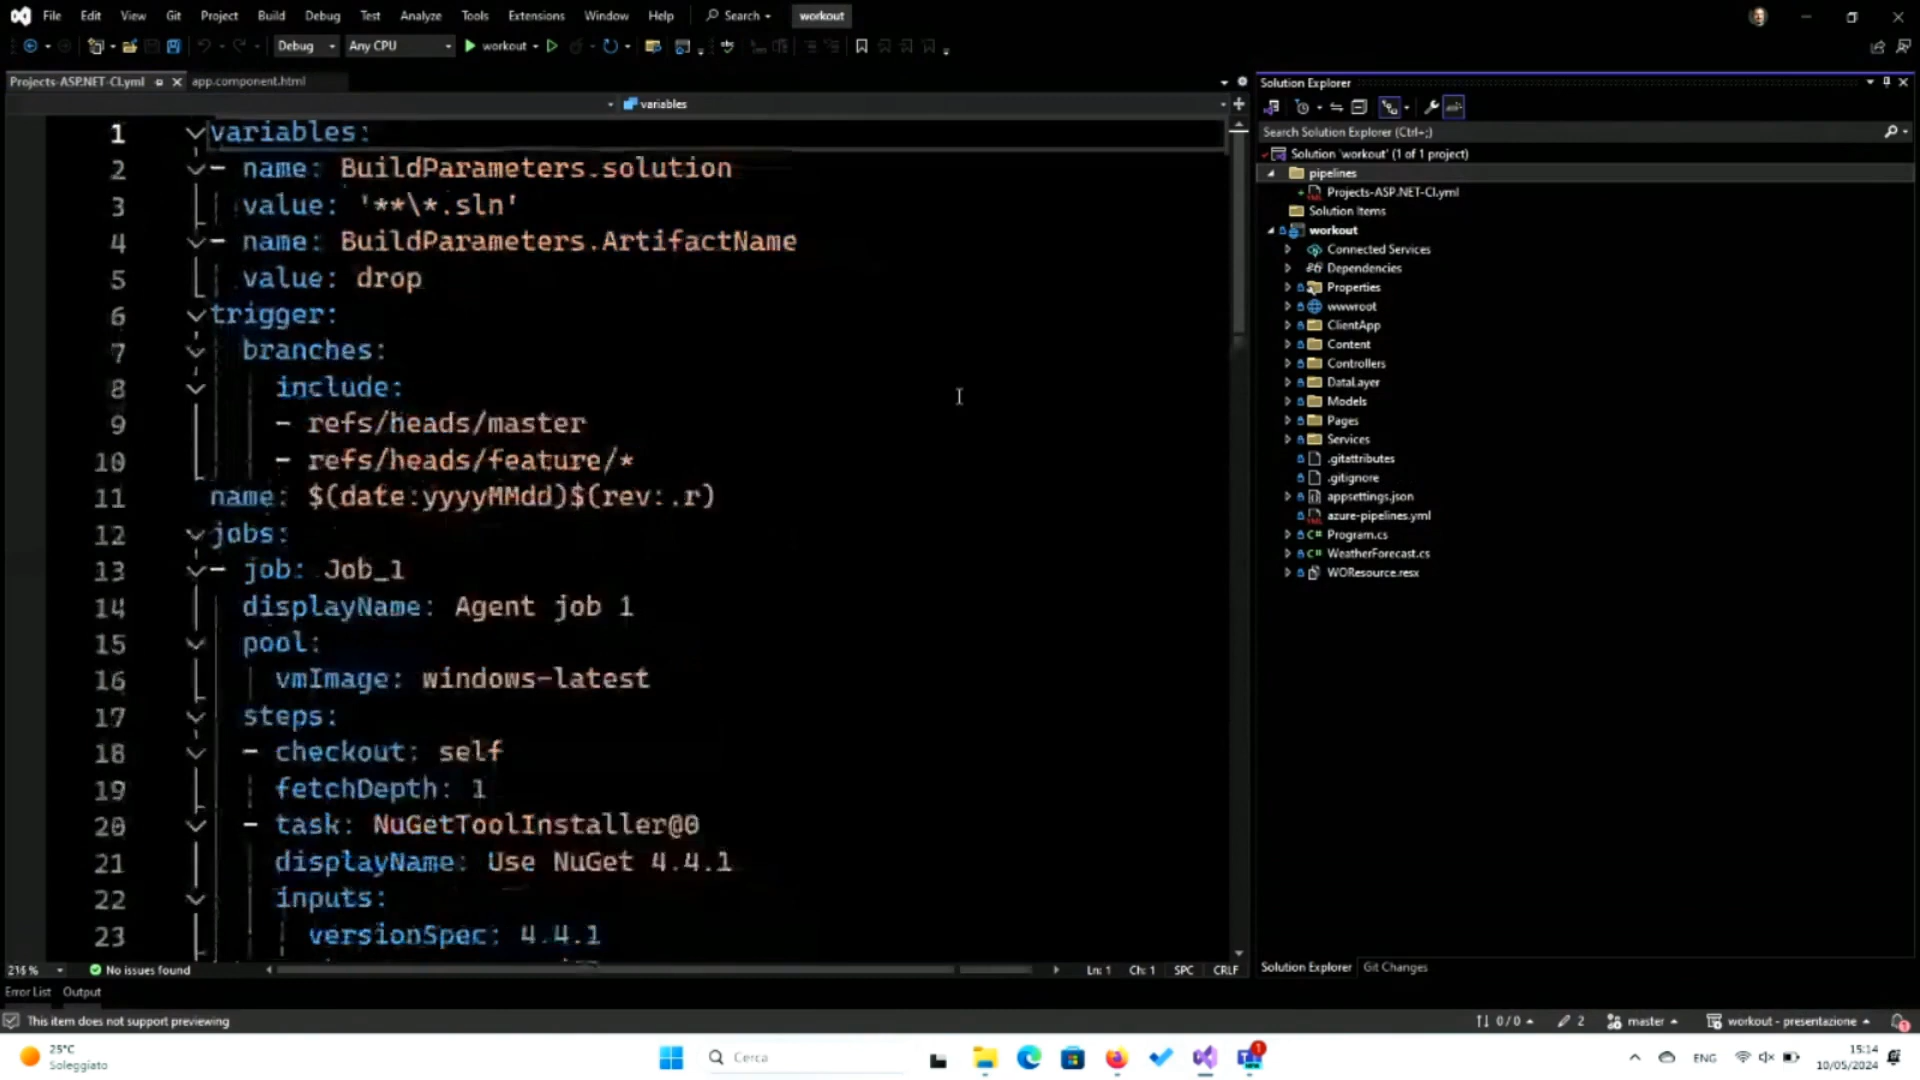 File Edit View Git Project Build Debug Test Analyze Tools Extensions Window Help Search workout
Debug Any CPU workout
Projects-ASP.NET-CI.yml app.component.html
variables
1 variables:
2 - name: BuildParameters.solution
3 value: '**\*.sln'
4 - name: BuildParameters.ArtifactName
5 value: drop
6 trigger:
7 branches:
8 include:
9 - refs/heads/master
10 - refs/heads/feature/*
11 name: $(date:yyyyMMdd)$(rev:.r)
12 jobs:
13 - job: Job_1
14 displayName: Agent job 1
15 pool:
16 vmImage: windows-latest
17 steps:
18 - checkout: self
19 fetchDepth: 1
20 - task: NuGetToolInstaller@0
21 displayName: Use NuGet 4.4.1
22 inputs:
23 versionSpec: 4.4.1
No issues found Ln: 1 Ch: 1 SPC CRLF
Error List Output
Solution Explorer
Search Solution Explorer (Ctrl+;)
Solution 'workout' (1 of 1 project)
pipelines
Projects-ASP.NET-CI.yml
Solution Items
workout
Connected Services
Dependencies
Properties
wwwroot
ClientApp
Content
Controllers
DataLayer
Models
Pages
Services
.gitattributes
.gitignore
appsettings.json
azure-pipelines.yml
Program.cs
WeatherForecast.cs
WOResource.resx
Solution Explorer Git Changes
This item does not support previewing 0/0 2 master workout - presentazione
25°C
Soleggiato
Cerca
ENG
15:14
10/05/2024